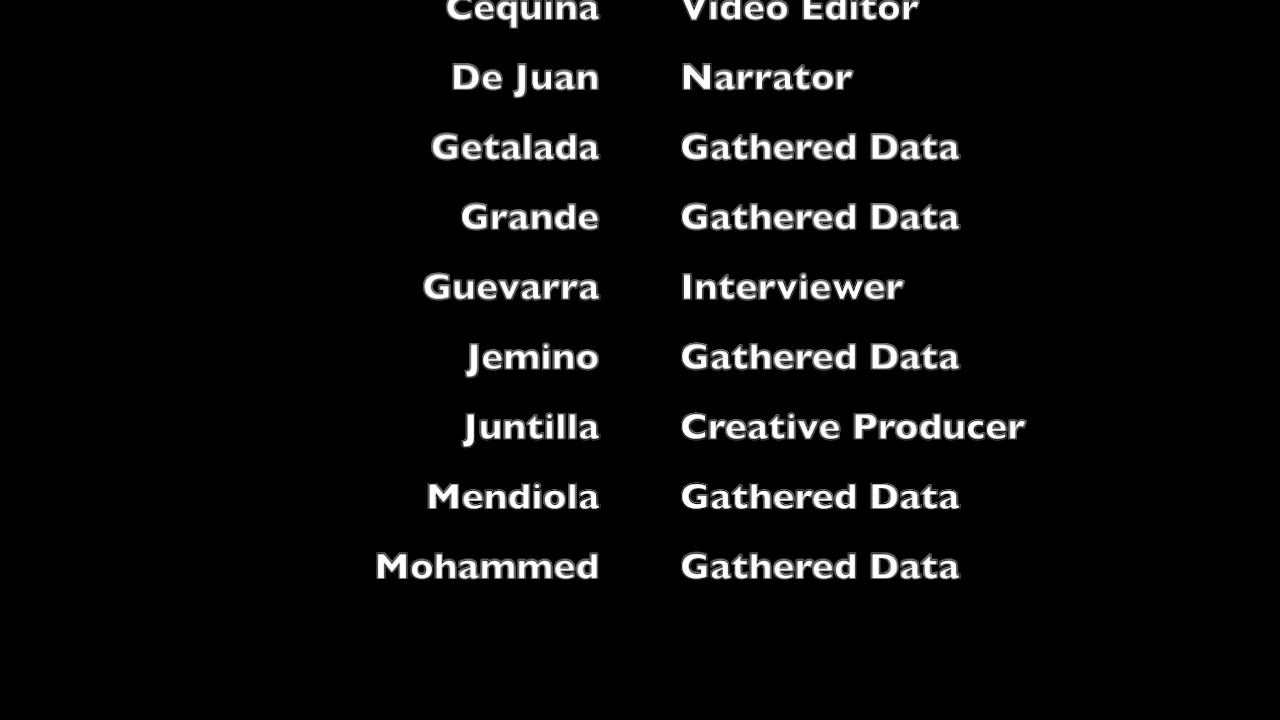 Cequina Video Editor
De Juan Narrator
Getalada Gathered Data
Grande Gathered Data
Guevarra Interviewer
Jemino Gathered Data
Juntilla Creative Producer
Mendiola Gathered Data
Mohammed Gathered Data